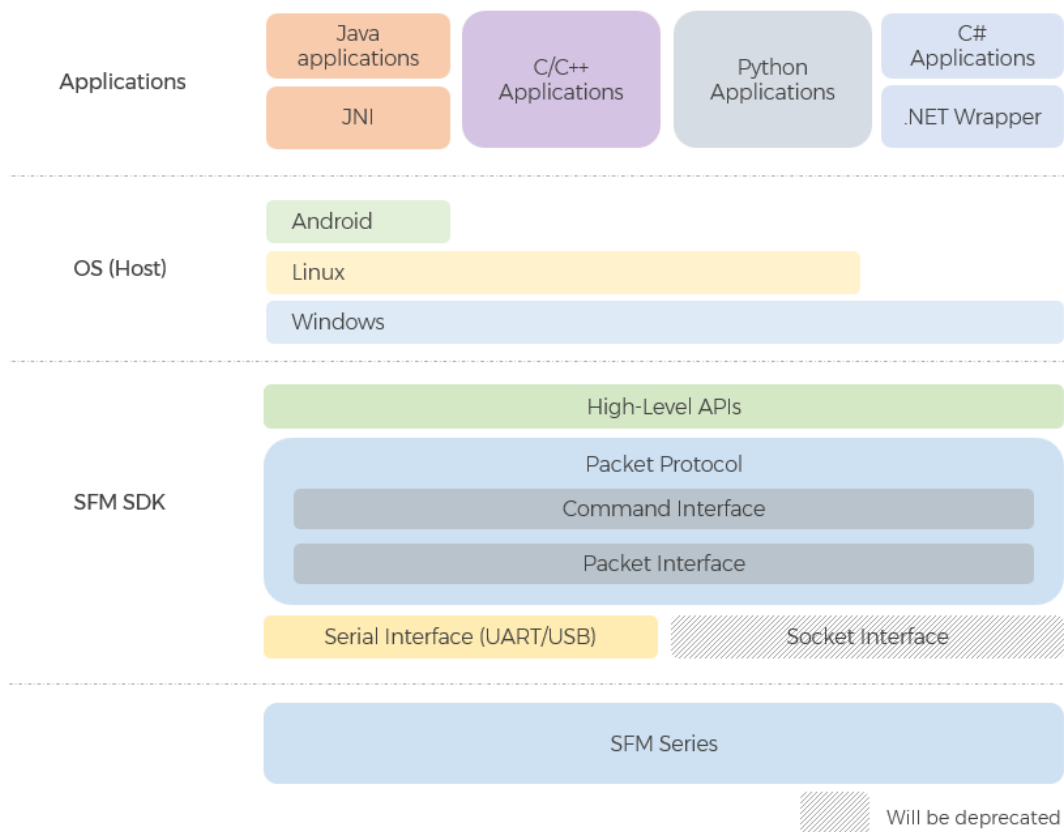 Applications
Java
applications
JNI
C/C++
Applications
Python
Applications
C#
Applications
.NET Wrapper
OS (Host)
Android
Linux
Windows
SFM SDK
High-Level APIs
Packet Protocol
Command Interface
Packet Interface
Serial Interface (UART/USB)
Socket Interface
SFM Series
Will be deprecated